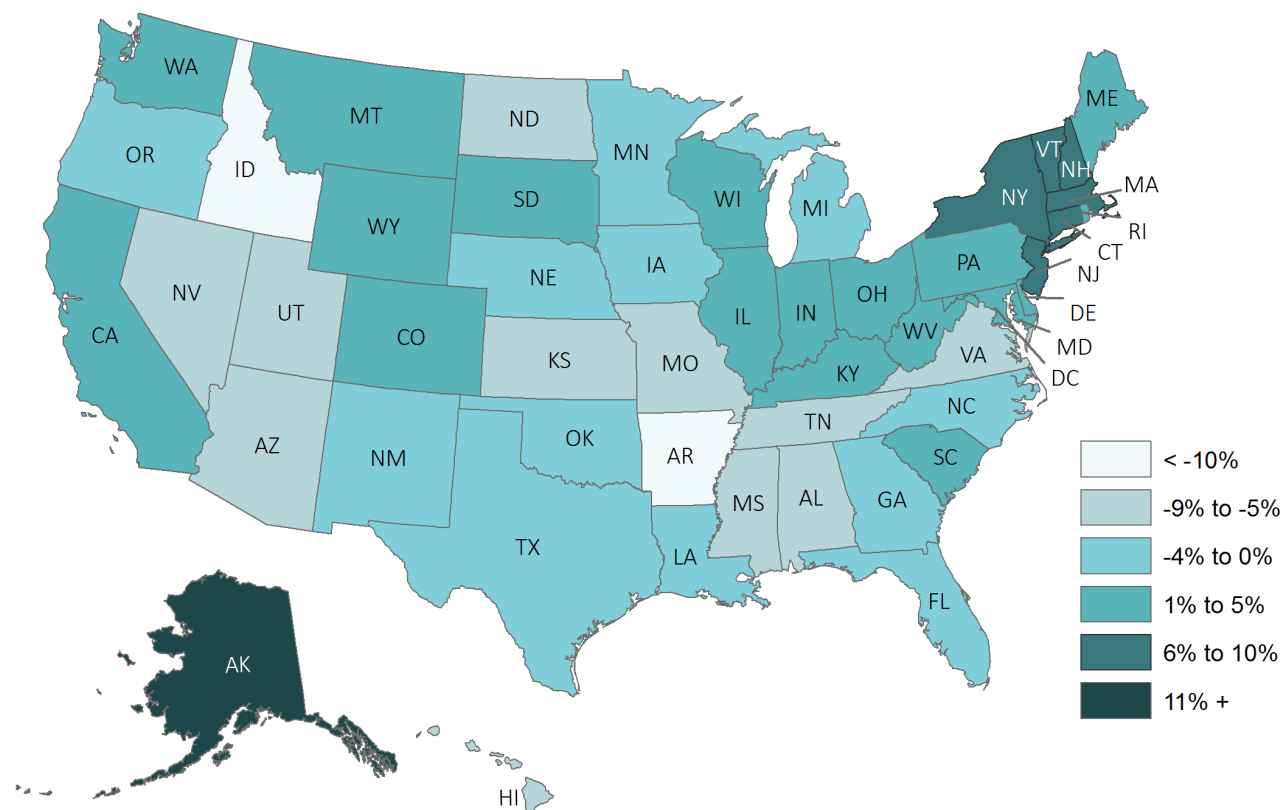 WA
MT
ND
MN
ME
OR
ID
SD
WI
MI
VT
NH
NY
MA
WY
RI
CT
NE
IA
PA
NJ
NV
UT
CO
IL
IN
OH
DE
CA
KS
MO
WV
VA
MD
KY
DC
AZ
NM
OK
TN
NC
AR
SC
MS
AL
GA
TX
LA
FL
AK
HI
< -10%
-9% to -5%
-4% to 0%
1% to 5%
6% to 10%
11% +